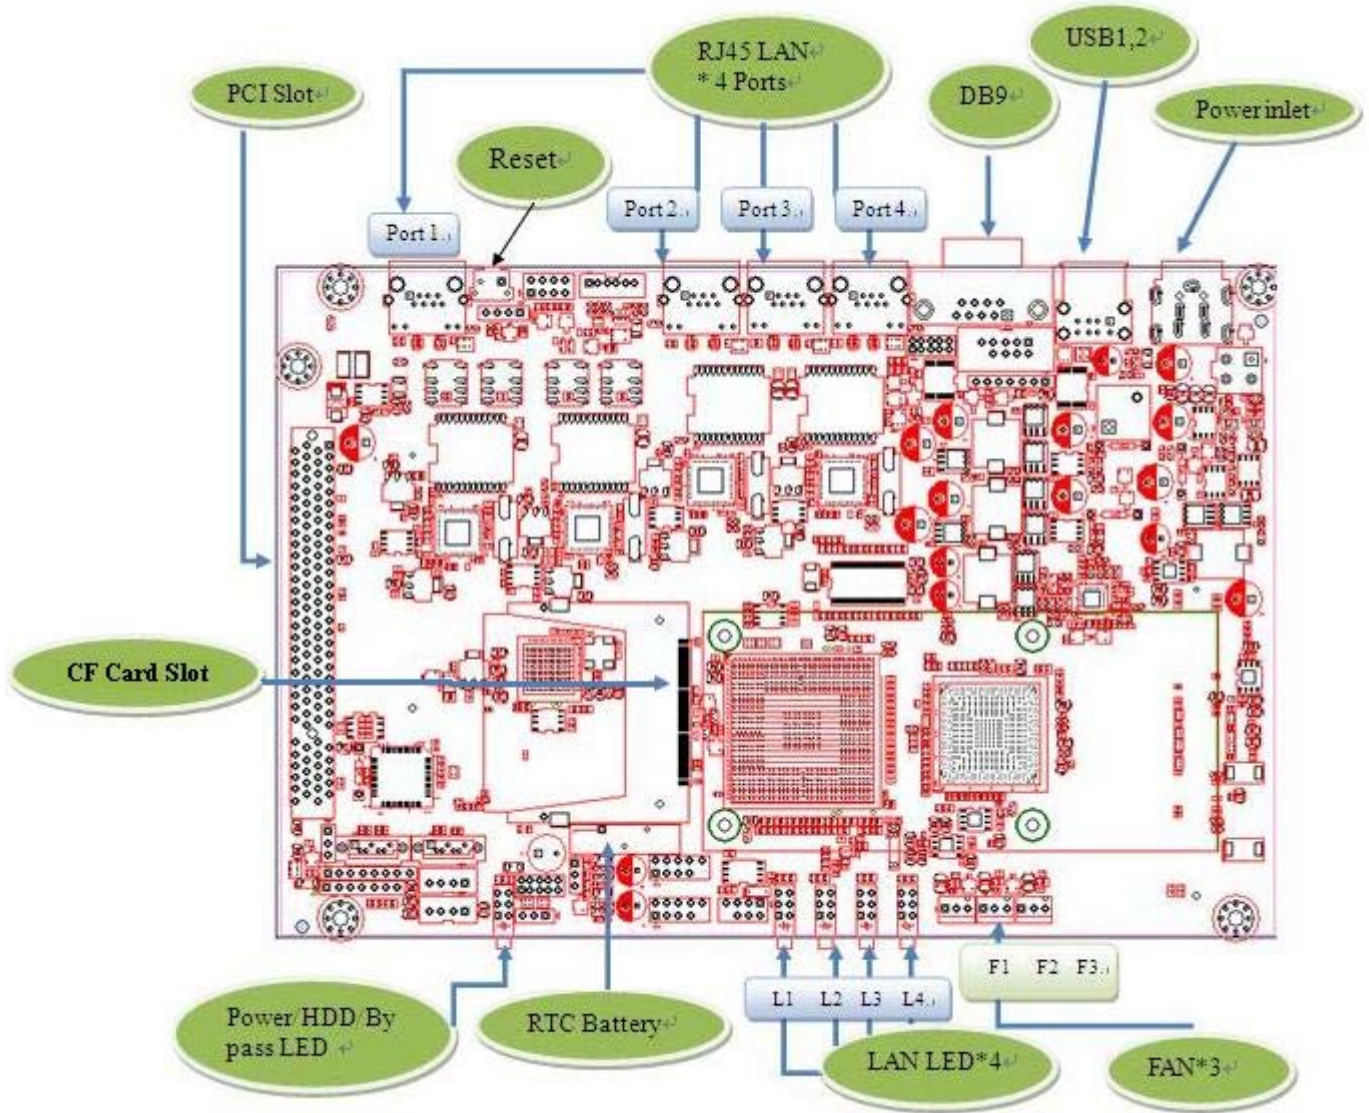 RJ45 LAN
* 4 Ports
USB1,2
PCI Slot
DB9
Power inlet
Reset
Port 1
Port 2
Port 3
Port 4
CF Card Slot
F1 F2 F3
L1 L2 L3 L4
Power/HDD/By
pass LED
RTC Battery
LAN LED*4
FAN*3